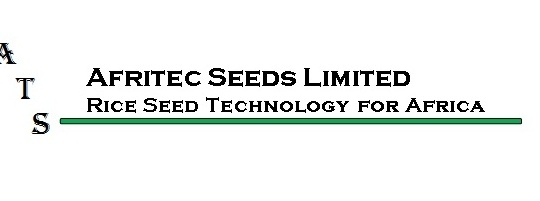 A
T
S
AFRITEC SEEDS LIMITED
RICE SEED TECHNOLOGY FOR AFRICA